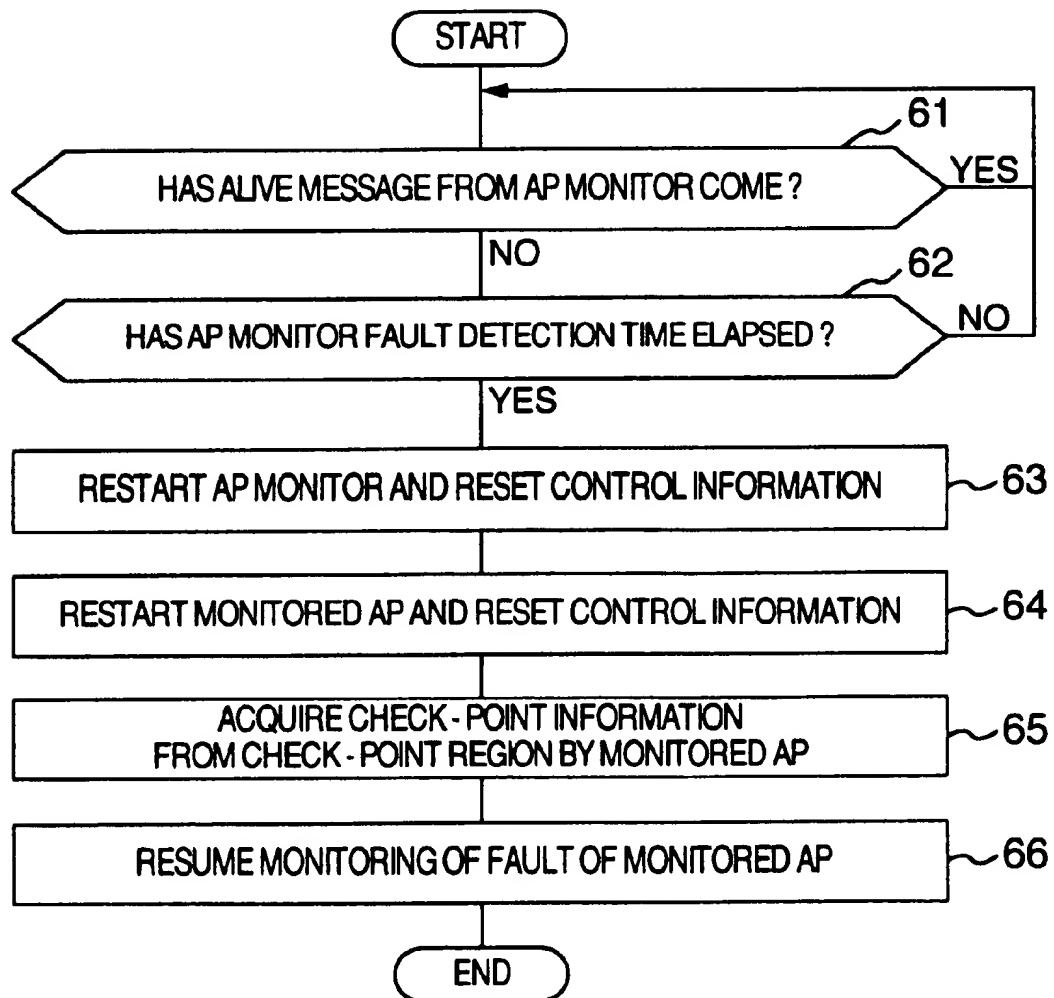 START
61
HAS ALIVE MESSAGE FROM AP MONITOR COME ?
YES
NO
62
HAS AP MONITOR FAULT DETECTION TIME ELAPSED ?
NO
YES
RESTART AP MONITOR AND RESET CONTROL INFORMATION
63
RESTART MONITORED AP AND RESET CONTROL INFORMATION
64
ACQUIRE CHECK - POINT INFORMATION
FROM CHECK - POINT REGION BY MONITORED AP
65
RESUME MONITORING OF FAULT OF MONITORED AP
66
END